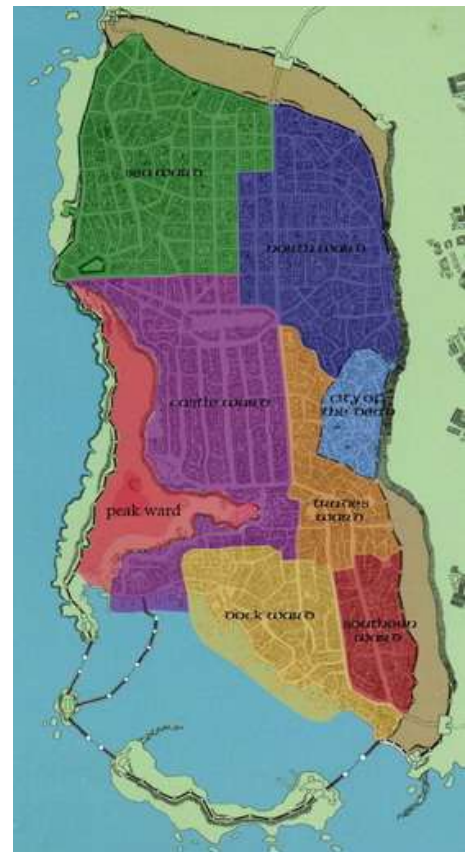 sea ward
north ward
castle ward
city of
the dead
trades
ward
peak ward
dock ward
southern
ward